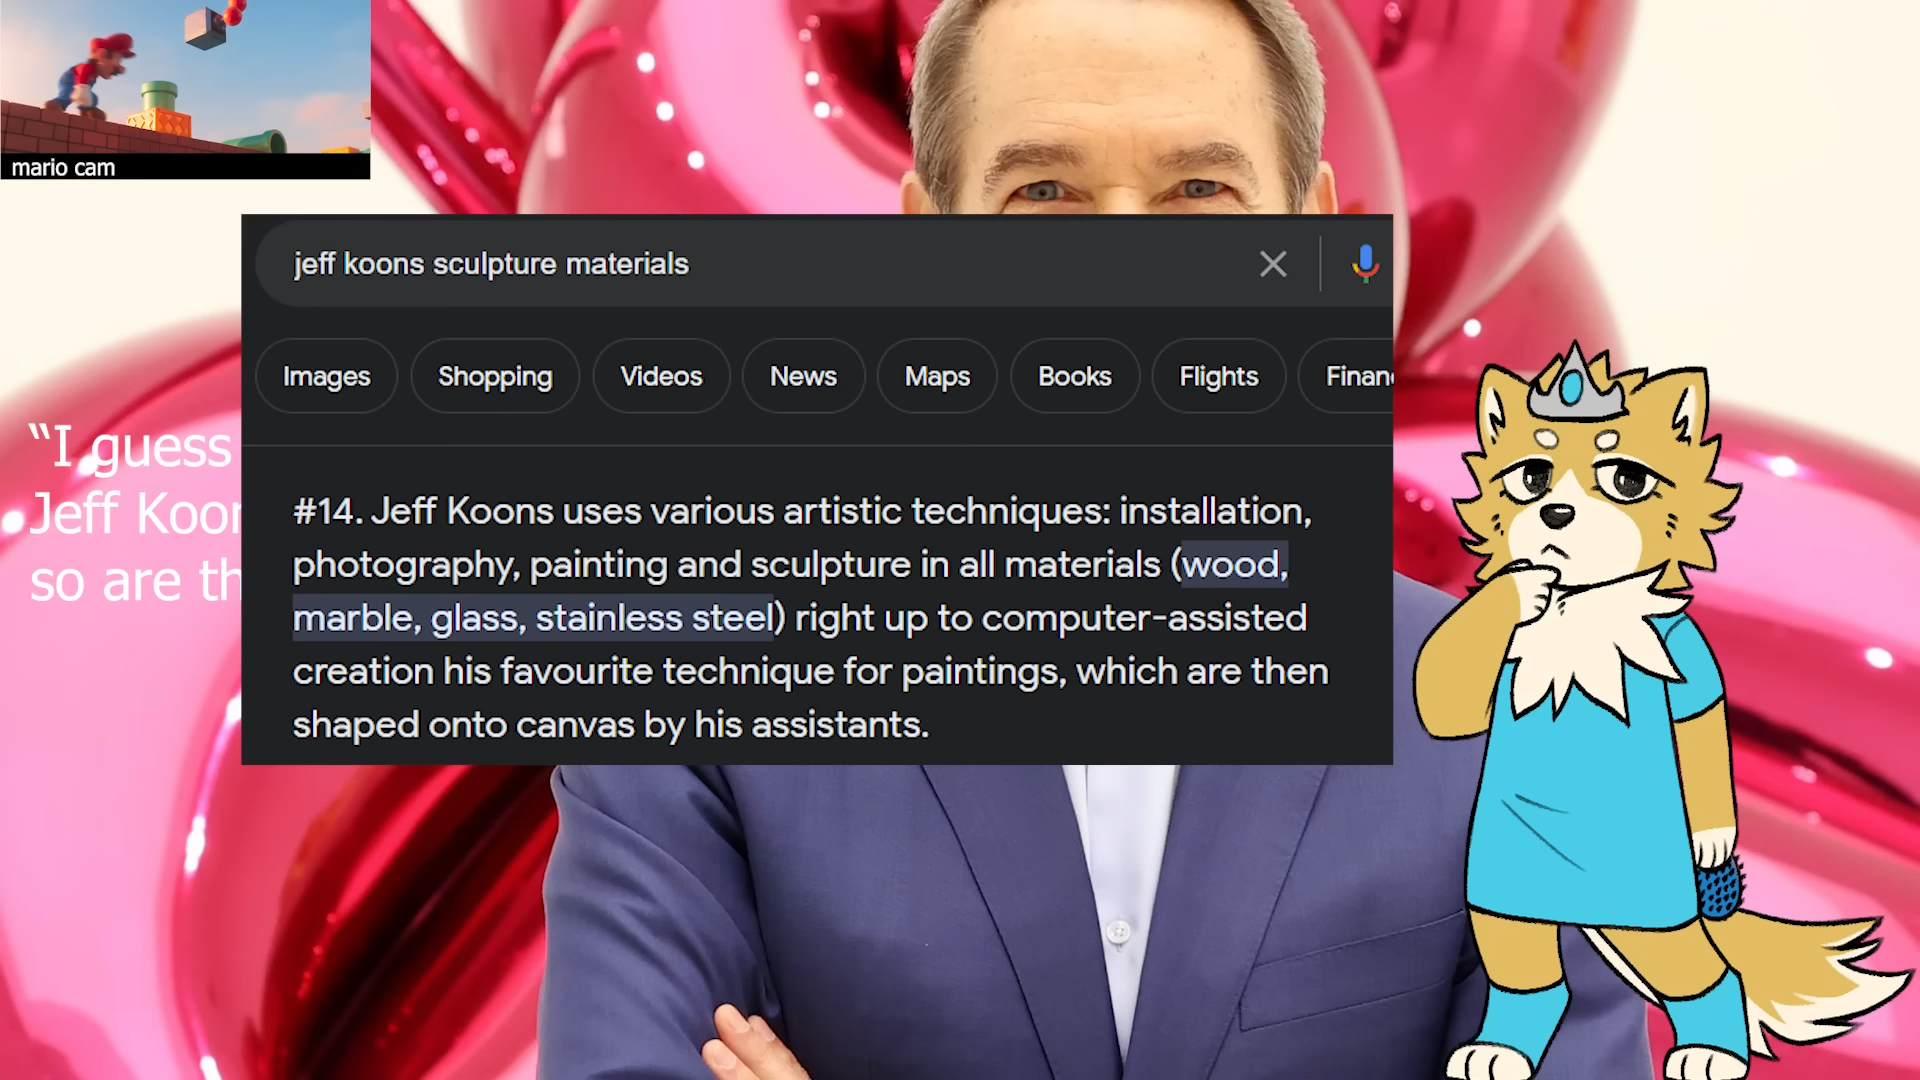 mario cam
jeff koons sculpture materials
Images Shopping Videos News Maps Books Flights
“I guess
Jeff
so are
#14. Jeff Koons uses various artistic techniques: installation,
photography, painting and sculpture in all materials (wood,
marble, glass, stainless steel) right up to computer-assisted
creation his favourite technique for paintings, which are then
shaped onto canvas by his assistants.